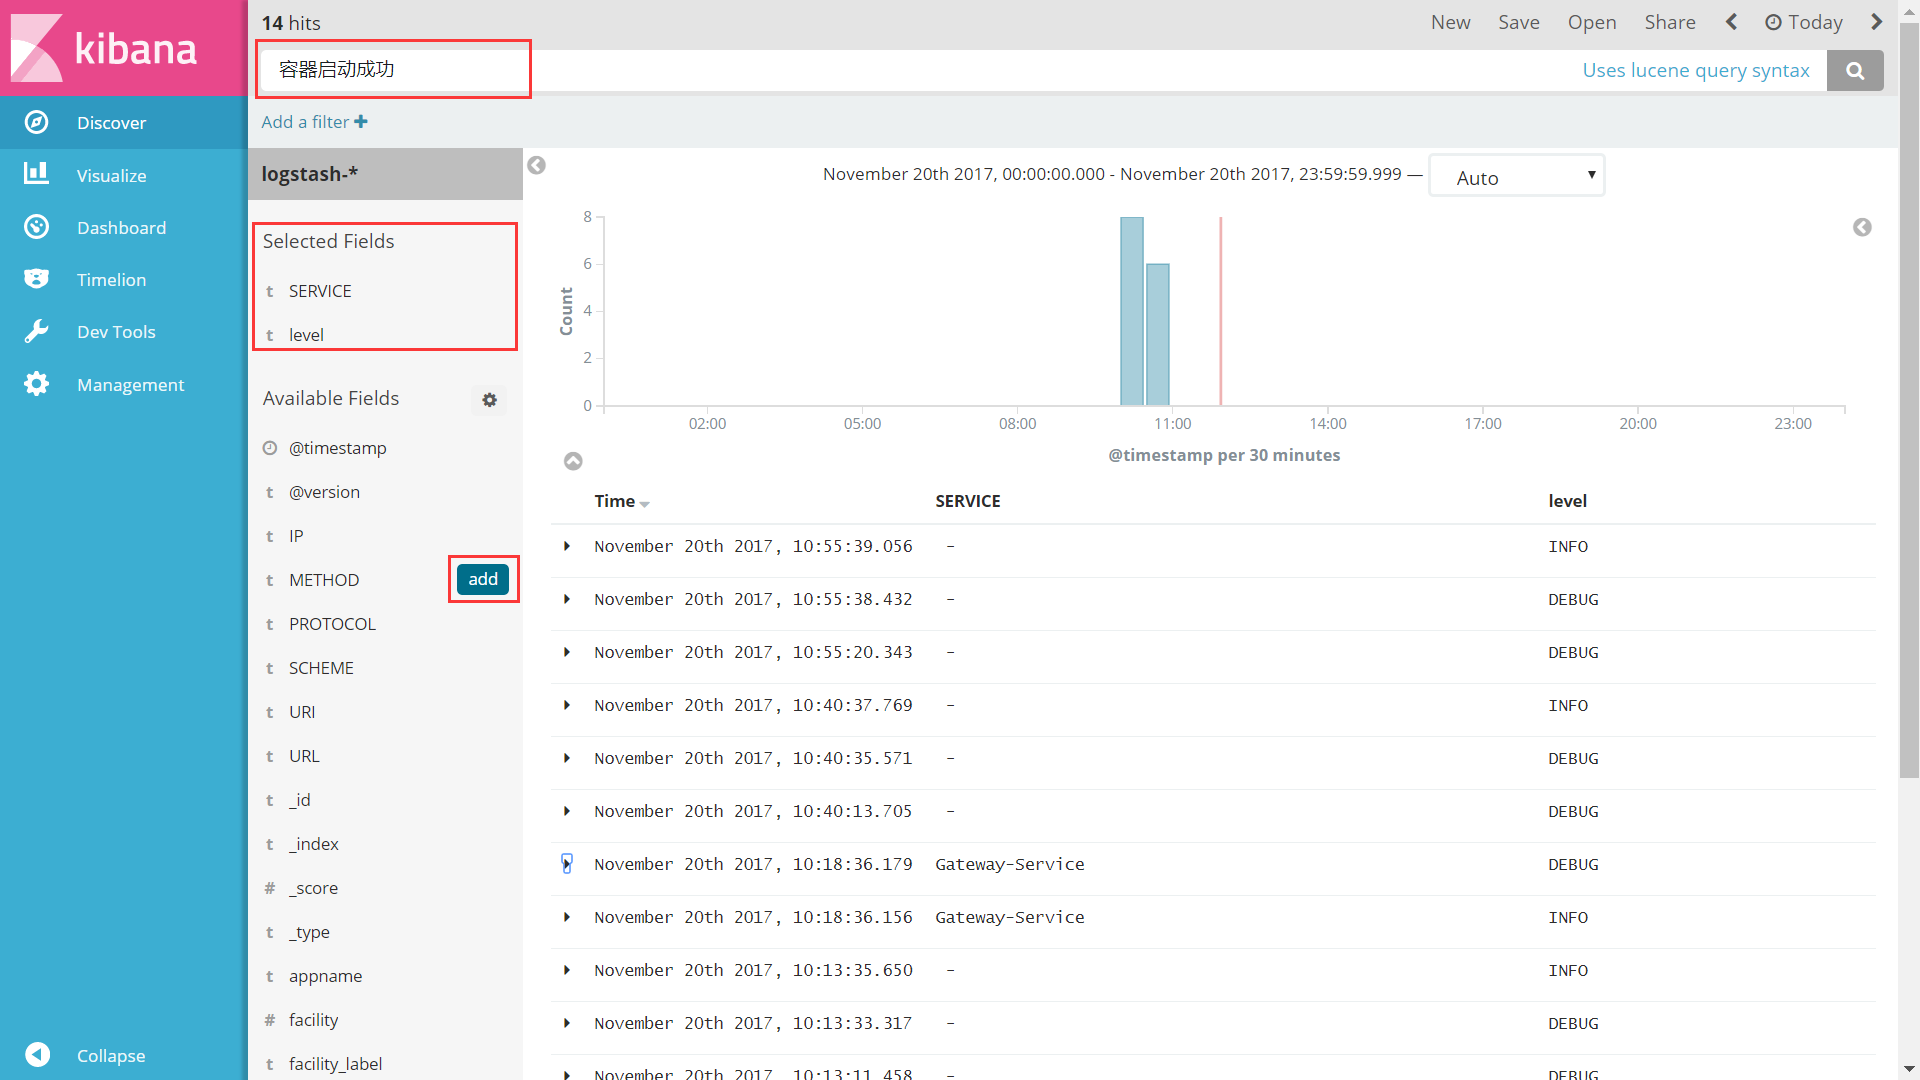 kibana
Discover
Visualize
Dashboard
Timelion
Dev Tools
Management
Collapse
14 hits
New Save Open Share Today
容器启动成功
Uses lucene query syntax
Add a filter +
logstash-*
Selected Fields
t SERVICE
t level
Available Fields
@timestamp
t @version
t IP
t METHOD add
t PROTOCOL
t SCHEME
t URI
t URL
t _id
t _index
# _score
t _type
t appname
# facility
t facility_label
November 20th 2017, 00:00:00.000 - November 20th 2017, 23:59:59.999 — Auto
Count
8
6
4
2
0
02:00 05:00 08:00 11:00 14:00 17:00 20:00 23:00
@timestamp per 30 minutes
Time SERVICE level
November 20th 2017, 10:55:39.056 - INFO
November 20th 2017, 10:55:38.432 - DEBUG
November 20th 2017, 10:55:20.343 - DEBUG
November 20th 2017, 10:40:37.769 - INFO
November 20th 2017, 10:40:35.571 - DEBUG
November 20th 2017, 10:40:13.705 - DEBUG
November 20th 2017, 10:18:36.179 Gateway-Service DEBUG
November 20th 2017, 10:18:36.156 Gateway-Service INFO
November 20th 2017, 10:13:35.650 - INFO
November 20th 2017, 10:13:33.317 - DEBUG
November 20th 2017, 10:13:11.458 - DEBUG